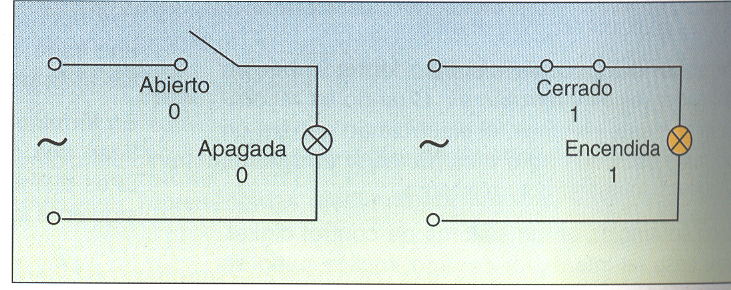 Abierto
0
Apagada
0
Cerrado
1
Encendida
1